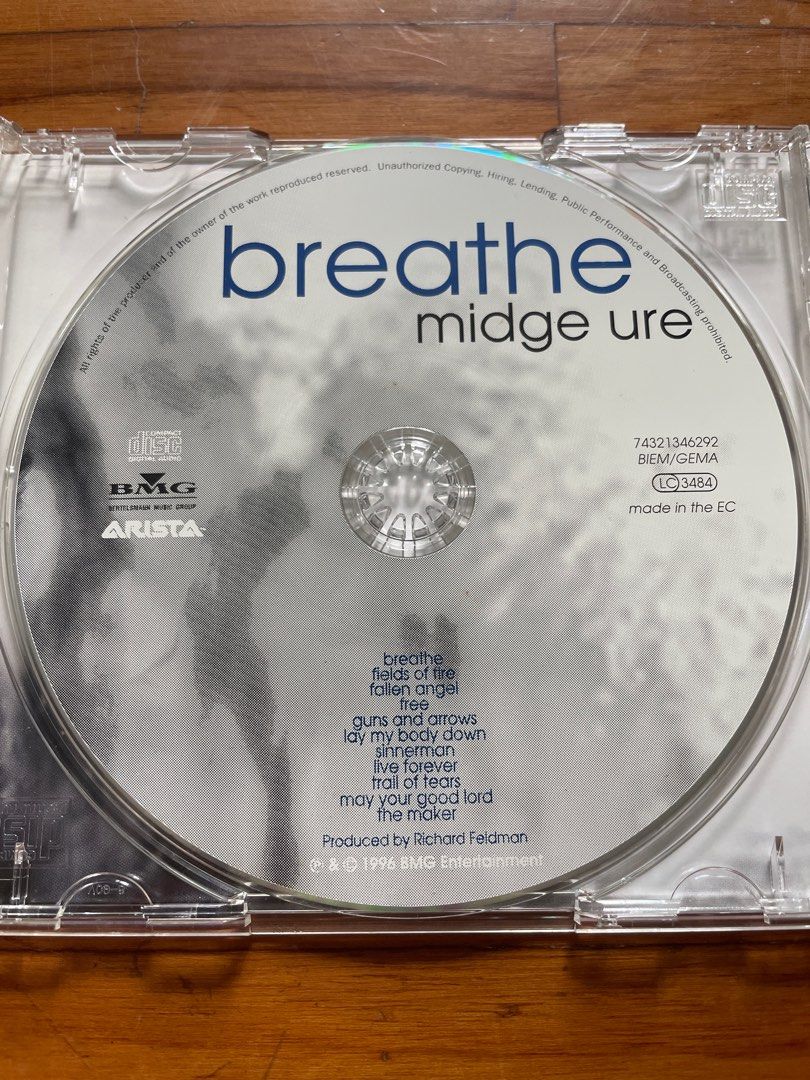 All rights of the producer and of the owner of the work reproduced reserved. Unauthorized Copying, Hiring, Lending, Public Performance and Broadcasting prohibited.
breathe
midge ure
COMPACT
disc
DIGITAL AUDIO
BMG
BERTELSMANN MUSIC GROUP
ARISTA
74321346292
BIEM/GEMA
LC 3484
made in the EC
breathe
fields of fire
fallen angel
free
guns and arrows
lay my body down
sinnerman
live forever
trail of tears
may your good lord
the maker
Produced by Richard Feldman
℗ & © 1996 BMG Entertainment
disc